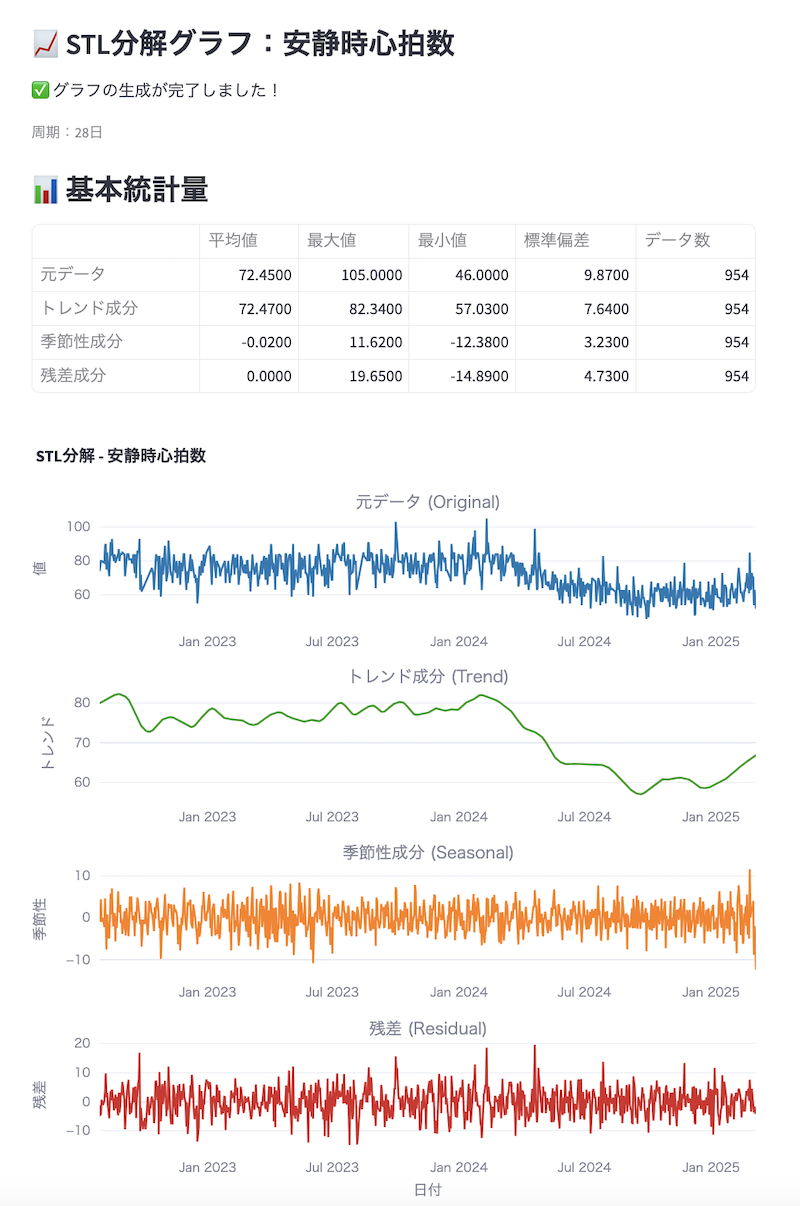 📈 STL分解グラフ：安静時心拍数
✅ グラフの生成が完了しました！
周期：28日
📊 基本統計量
平均値 最大値 最小値 標準偏差 データ数
元データ 72.4500 105.0000 46.0000 9.8700 954
トレンド成分 72.4700 82.3400 57.0300 7.6400 954
季節性成分 -0.0200 11.6200 -12.3800 3.2300 954
残差成分 0.0000 19.6500 -14.8900 4.7300 954
STL分解 - 安静時心拍数
元データ (Original)
値
100
80
60
Jan 2023 Jul 2023 Jan 2024 Jul 2024 Jan 2025
トレンド成分 (Trend)
トレンド
80
70
60
Jan 2023 Jul 2023 Jan 2024 Jul 2024 Jan 2025
季節性成分 (Seasonal)
季節性
10
0
−10
Jan 2023 Jul 2023 Jan 2024 Jul 2024 Jan 2025
残差 (Residual)
残差
20
10
0
−10
Jan 2023 Jul 2023 Jan 2024 Jul 2024 Jan 2025
日付